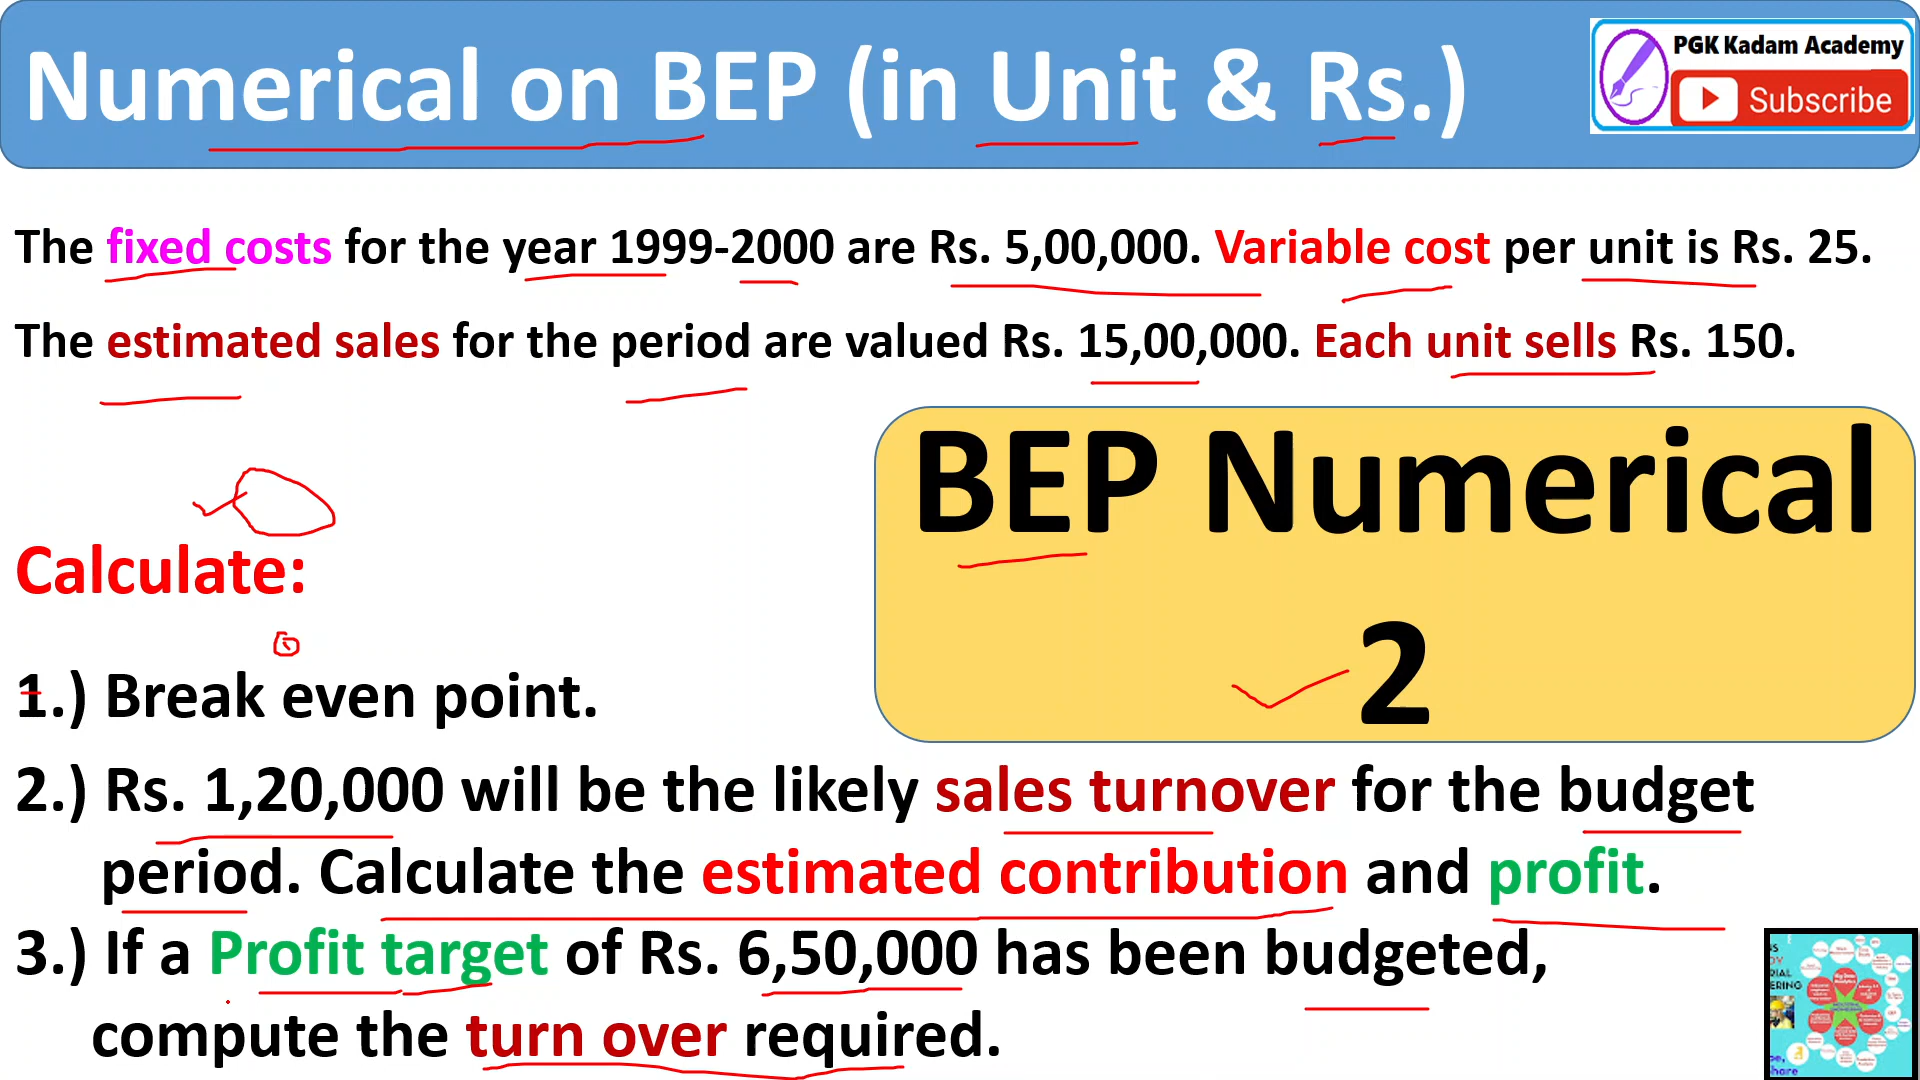 Numerical on BEP (in Unit & Rs.)
PGK Kadam Academy
Subscribe
The fixed costs for the year 1999-2000 are Rs. 5,00,000. Variable cost per unit is Rs. 25.
The estimated sales for the period are valued Rs. 15,00,000. Each unit sells Rs. 150.
BEP Numerical
2
Calculate:
1.) Break even point.
2.) Rs. 1,20,000 will be the likely sales turnover for the budget
period. Calculate the estimated contribution and profit.
3.) If a Profit target of Rs. 6,50,000 has been budgeted,
compute the turn over required.